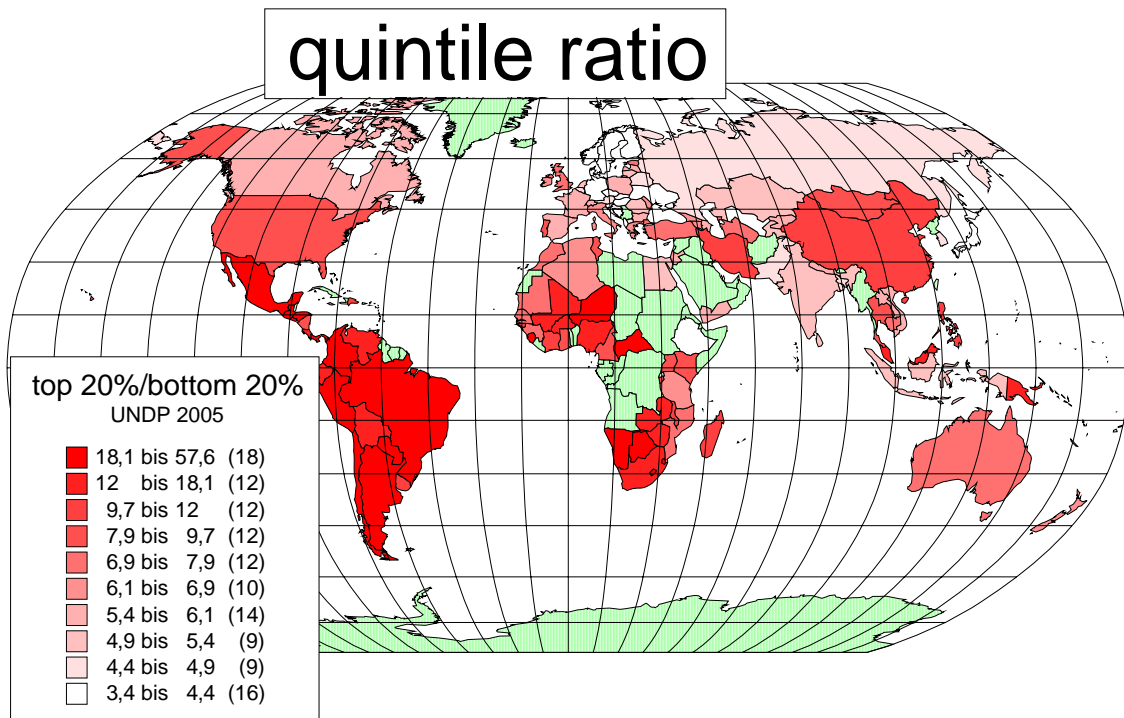 quintile ratio
top 20%/bottom 20%
UNDP 2005
18,1 bis 57,6 (18)
12 bis 18,1 (12)
9,7 bis 12 (12)
7,9 bis 9,7 (12)
6,9 bis 7,9 (12)
6,1 bis 6,9 (10)
5,4 bis 6,1 (14)
4,9 bis 5,4 (9)
4,4 bis 4,9 (9)
3,4 bis 4,4 (16)